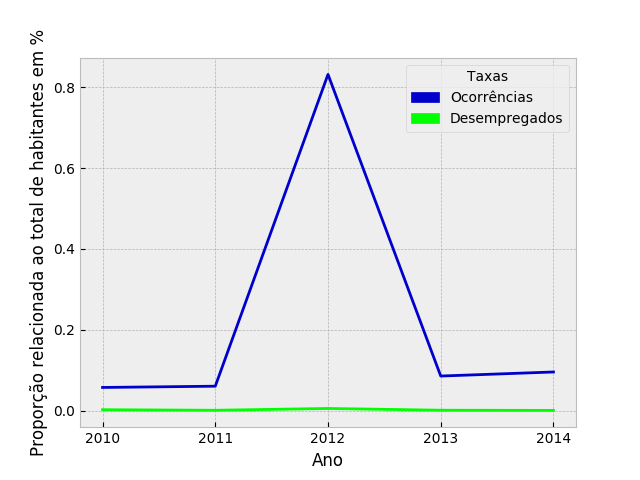 Proporção relacionada ao total de habitantes em %
0.8
0.6
0.4
0.2
0.0
Taxas
Ocorrências
Desempregados
2010 2011 2012 2013 2014
Ano